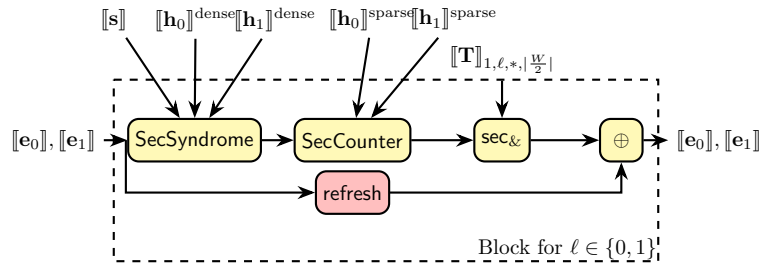 ⟦s⟧ ⟦h₀⟧^dense ⟦h₁⟧^dense ⟦h₀⟧^sparse ⟦h₁⟧^sparse
⟦T⟧_{1,ℓ,*,|W/2|}
⟦e₀⟧, ⟦e₁⟧ SecSyndrome SecCounter sec_& ⊕ ⟦e₀⟧, ⟦e₁⟧
refresh
Block for ℓ ∈ {0, 1}